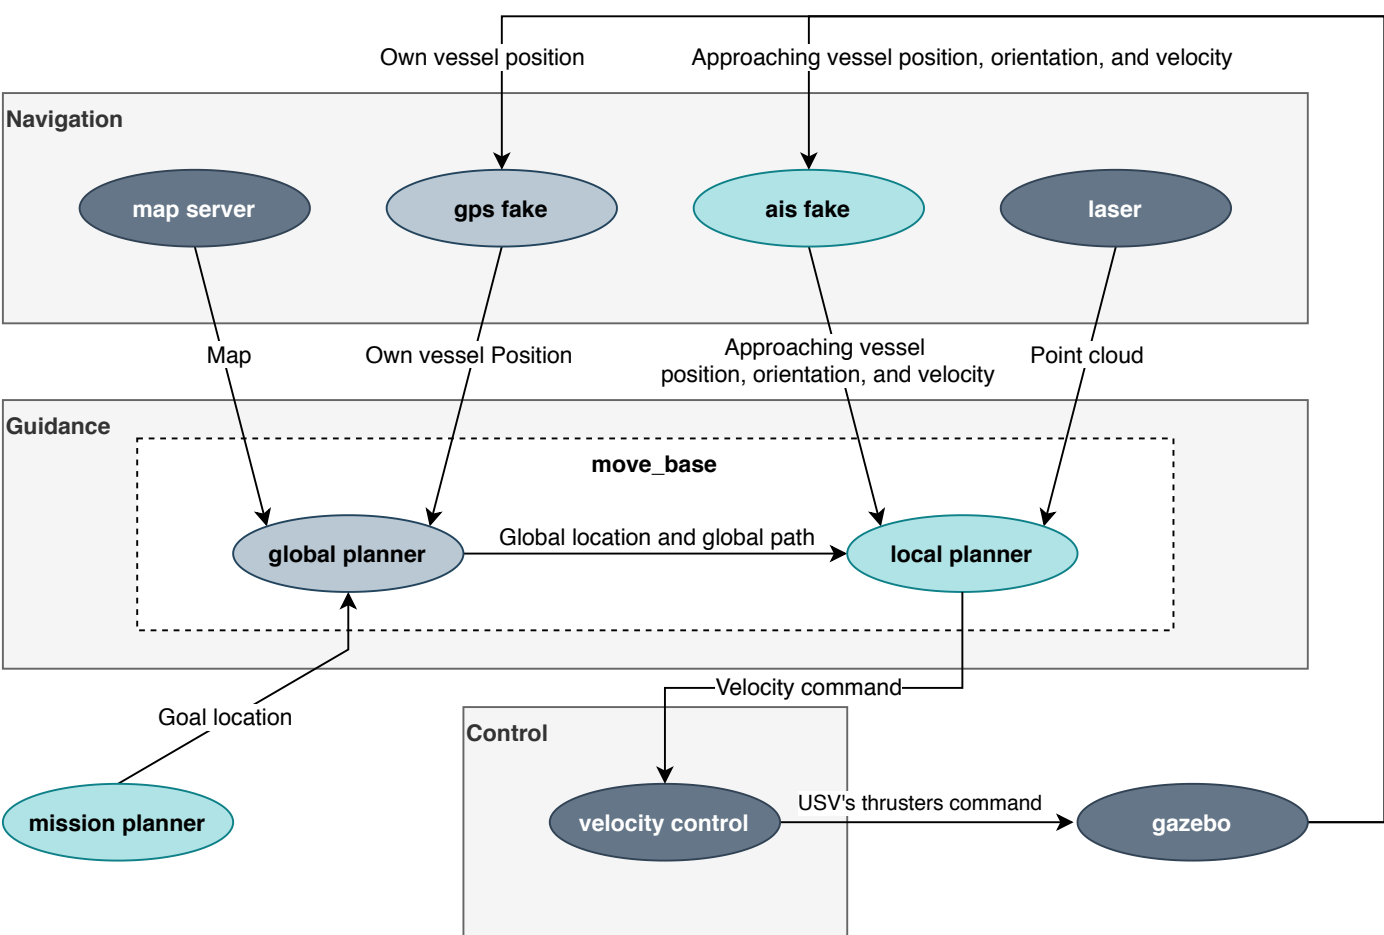 Own vessel position
Approaching vessel position, orientation, and velocity
Navigation
map server
gps fake
ais fake
laser
Map
Own vessel Position
Approaching vessel
position, orientation, and velocity
Point cloud
Guidance
move_base
global planner
Global location and global path
local planner
Velocity command
Goal location
Control
mission planner
velocity control
USV's thrusters command
gazebo